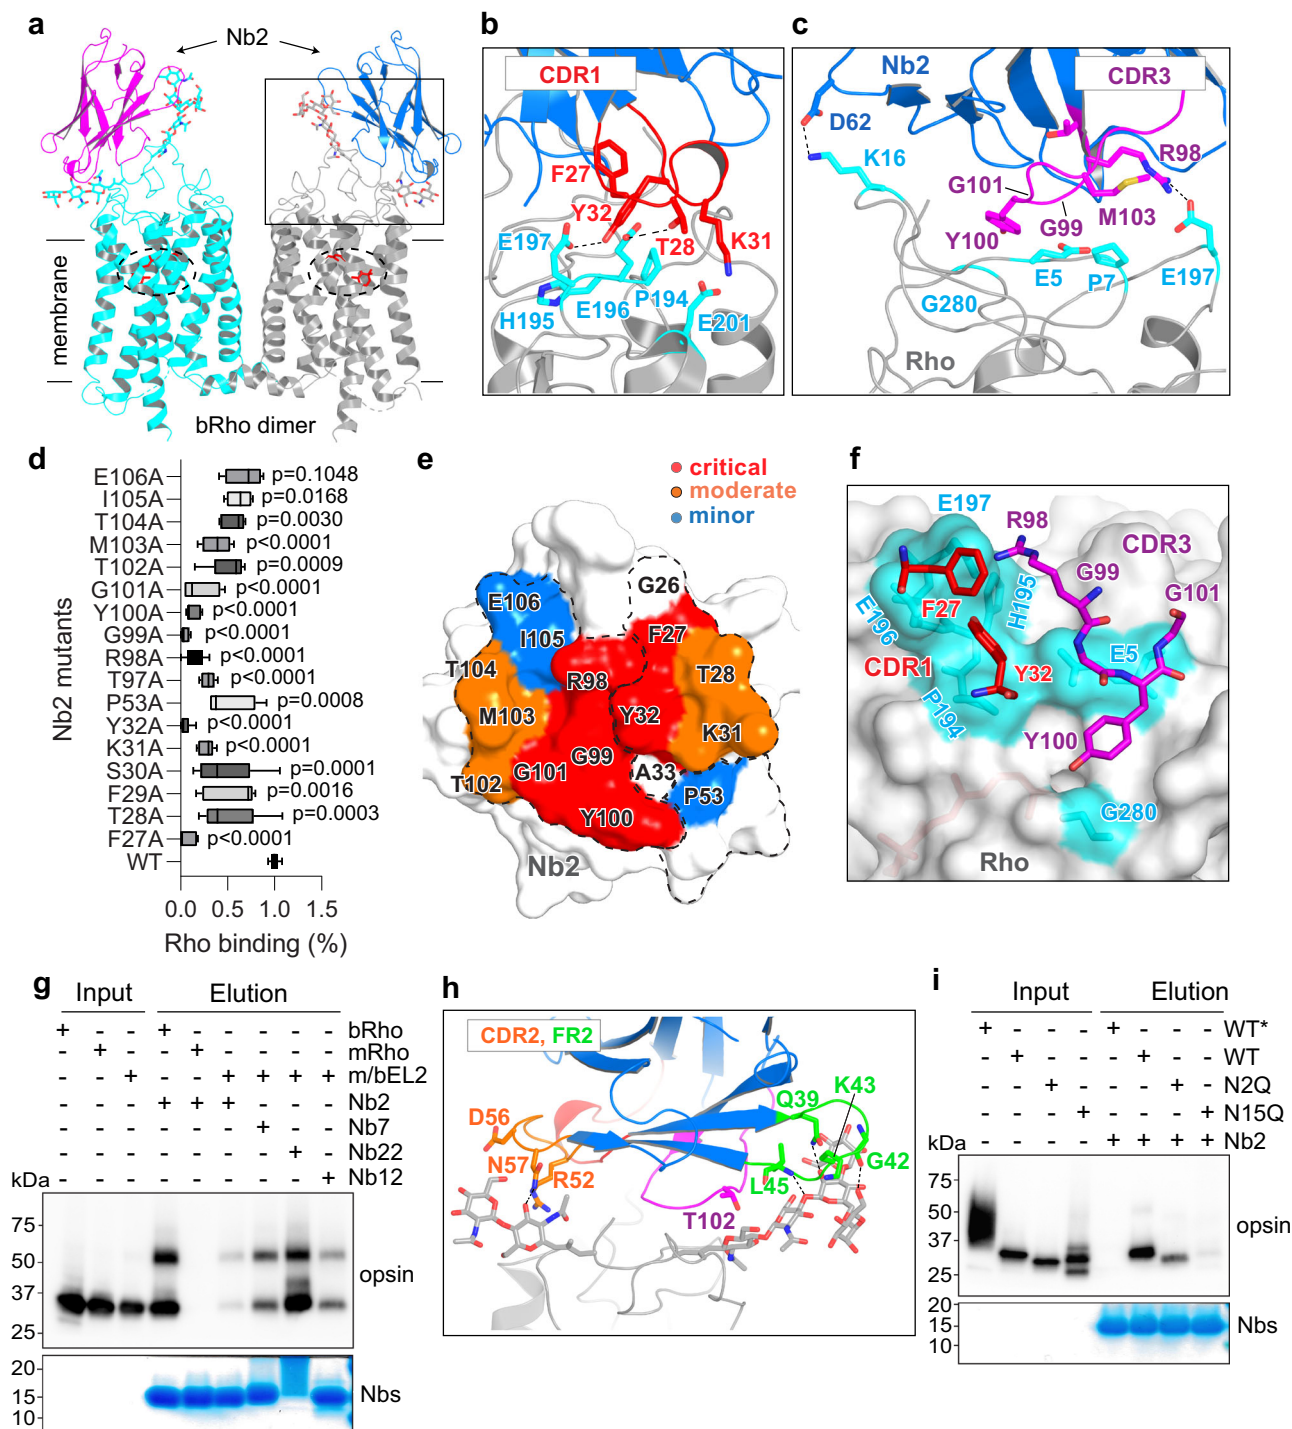 a
Nb2
membrane
bRho dimer
b
CDR1
F27
Y32
T28
K31
E197
P194
H195
E196
E201
c
Nb2
CDR3
D62
K16
R98
G101
M103
G99
Y100
E5
P7
E197
G280
Rho
d
Nb2 mutants
E106A p=0.1048
I105A p=0.0168
T104A p=0.0030
M103A p<0.0001
T102A p=0.0009
G101A p<0.0001
Y100A p<0.0001
G99A p<0.0001
R98A p<0.0001
T97A p<0.0001
P53A p=0.0008
Y32A p<0.0001
K31A p<0.0001
S30A p=0.0001
F29A p=0.0016
T28A p=0.0003
F27A p<0.0001
WT
0.0 0.5 1.0 1.5
Rho binding (%)
e
critical
moderate
minor
G26
E106
F27
I105
T104
R98
T28
M103
Y32
K31
G99
T102
G101
A33
P53
Y100
Nb2
f
E197
R98
CDR3
G99
G101
F27
H195
E196
CDR1
Y32
E5
P194
Y100
G280
Rho
g
Input Elution
+ - - + - - - - - bRho
- + - - + - - - - mRho
- - + - - + + + + m/bEL2
- - - + + + - - - Nb2
- - - - - - + - - Nb7
- - - - - - - + - Nb22
- - - - - - - - + Nb12
kDa
75
50
37
25
opsin
20
15
10
Nbs
h
CDR2, FR2
K43
Q39
D56
N57
R52
G42
L45
T102
i
Input Elution
+ - - - + - - - WT*
- + - - - + - - WT
- - + - - - + - N2Q
- - - + - - - + N15Q
- - - - + + + + Nb2
kDa
75
50
37
25
opsin
20
15
10
Nbs